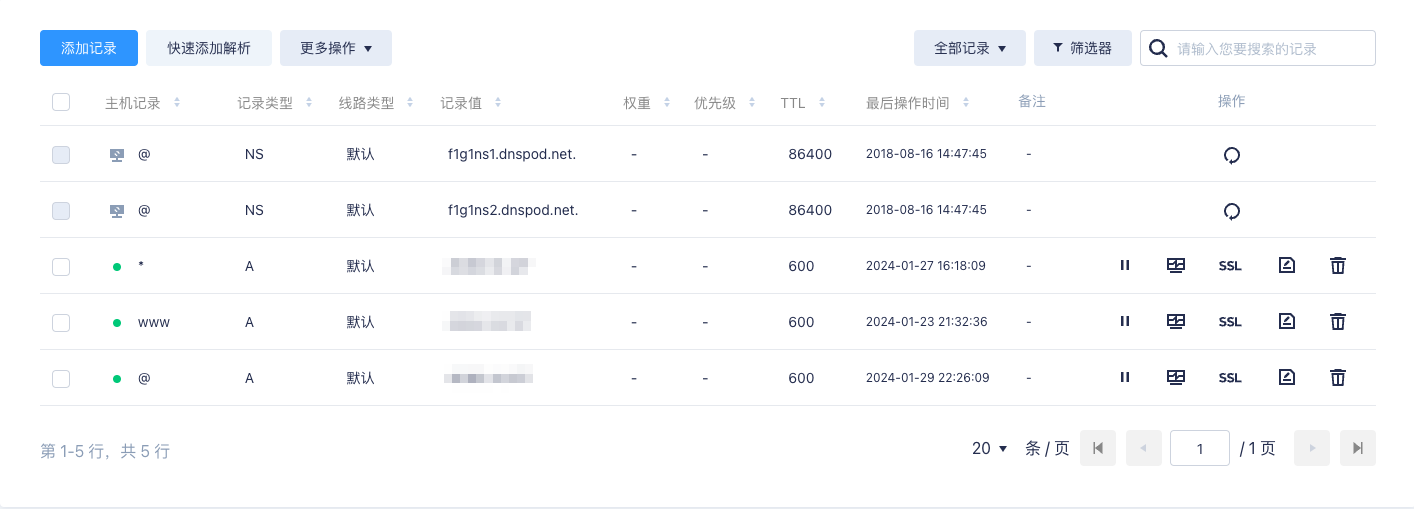 添加记录 快速添加解析 更多操作 全部记录 筛选器 请输入您要搜索的记录
主机记录 记录类型 线路类型 记录值 权重 优先级 TTL 最后操作时间 备注 操作
@ NS 默认 f1g1ns1.dnspod.net. - - 86400 2018-08-16 14:47:45 -
@ NS 默认 f1g1ns2.dnspod.net. - - 86400 2018-08-16 14:47:45 -
* A 默认 - - 600 2024-01-27 16:18:09 - SSL
www A 默认 - - 600 2024-01-23 21:32:36 - SSL
@ A 默认 - - 600 2024-01-29 22:26:09 - SSL
第 1-5 行，共 5 行 20 条 / 页 1 / 1 页